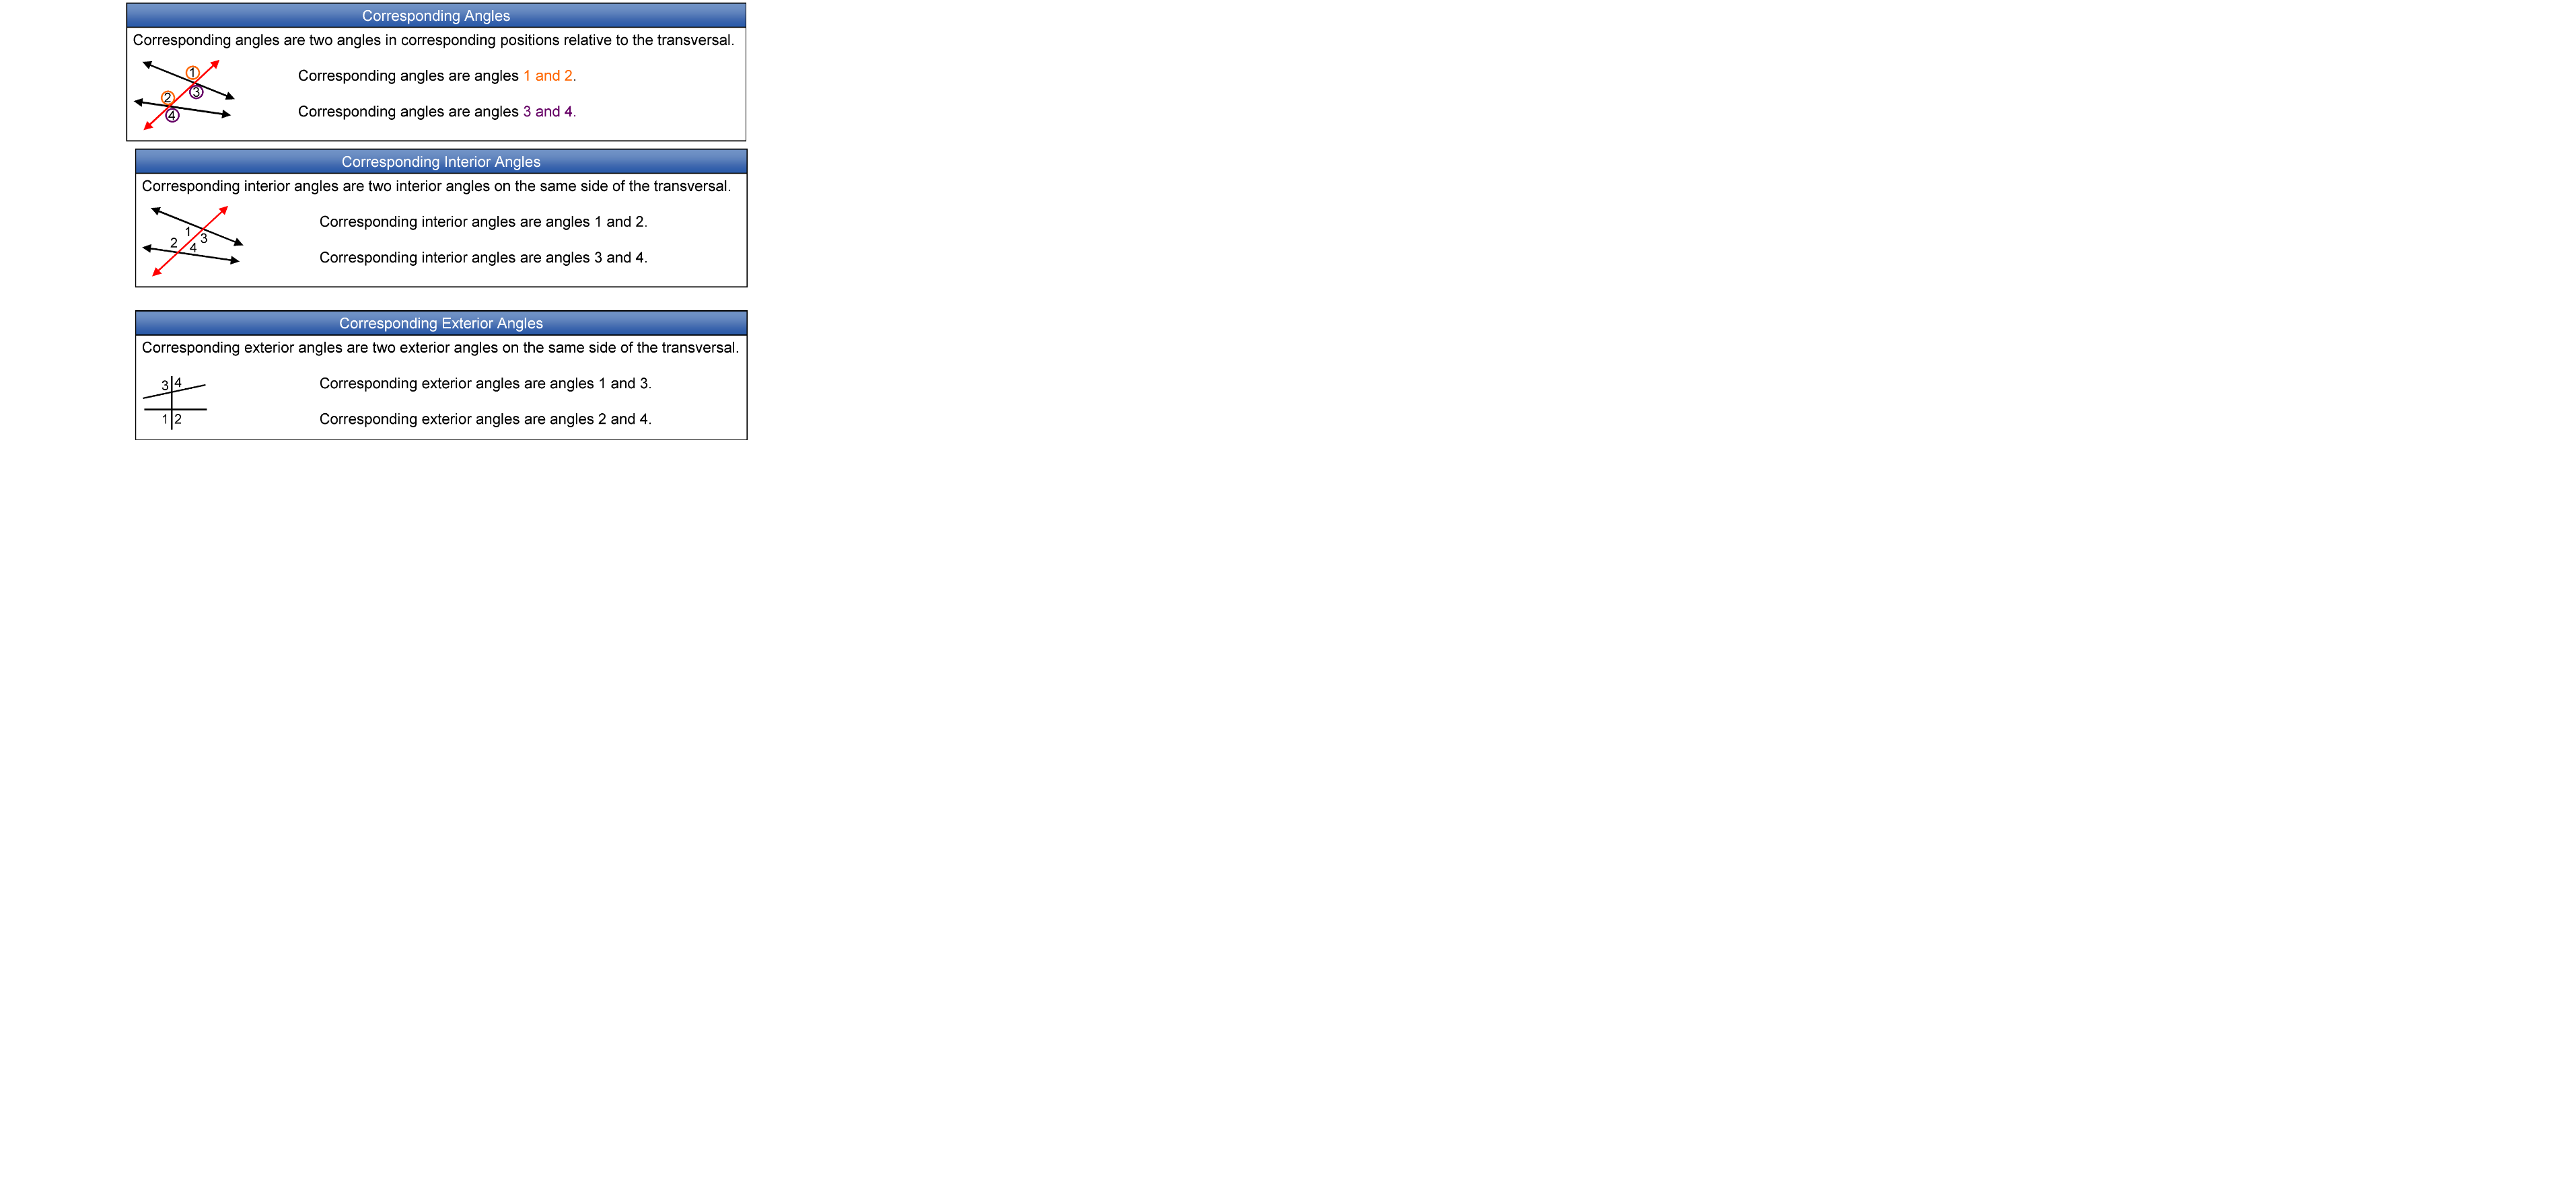 Corresponding Angles
Corresponding angles are two angles in corresponding positions relative to the transversal.
1
Corresponding angles are angles 1 and 2.
3
2
Corresponding angles are angles 3 and 4.
4
Corresponding Interior Angles
Corresponding interior angles are two interior angles on the same side of the transversal.
Corresponding interior angles are angles 1 and 2.
1
3
2
4
Corresponding interior angles are angles 3 and 4.
Corresponding Exterior Angles
Corresponding exterior angles are two exterior angles on the same side of the transversal.
3 4
Corresponding exterior angles are angles 1 and 3.
1 2
Corresponding exterior angles are angles 2 and 4.